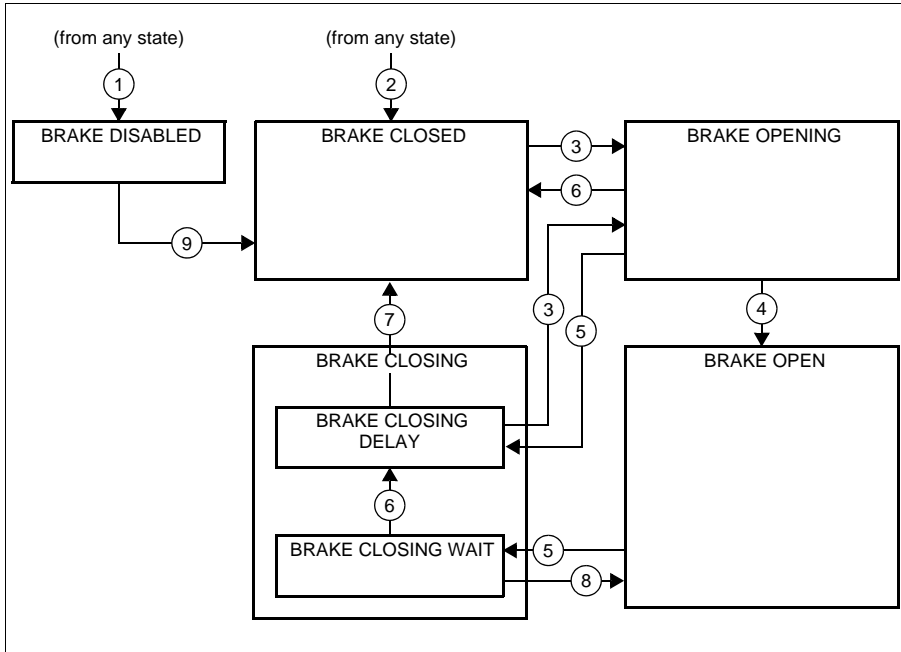 (from any state)
(from any state)
1
2
BRAKE DISABLED
BRAKE CLOSED
BRAKE OPENING
3
6
9
7
3
5
4
BRAKE CLOSING
BRAKE OPEN
BRAKE CLOSING
DELAY
6
BRAKE CLOSING WAIT
5
8